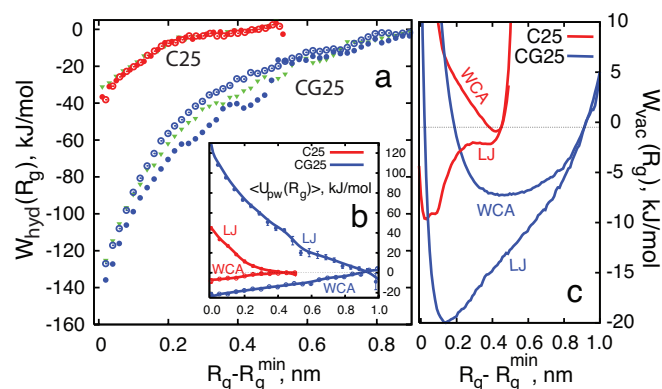 0
-20
-40
-60
-80
-100
-120
-140
-160
W_hyd(R_g), kJ/mol
C25
CG25
a
0
0.2
0.4
0.6
0.8
R_g-R_g^min, nm
C25
CG25
<U_pw(R_g)>, kJ/mol
b
LJ
LJ
WCA
WCA
120
100
80
60
40
20
0
-20
0.0
0.2
0.4
0.6
0.8
1.0
C25
CG25
WCA
LJ
WCA
LJ
c
10
5
0
-5
-10
-15
-20
W_vac(R_g), kJ/mol
0
0.2
0.4
0.6
0.8
1.0
R_g- R_g^min, nm